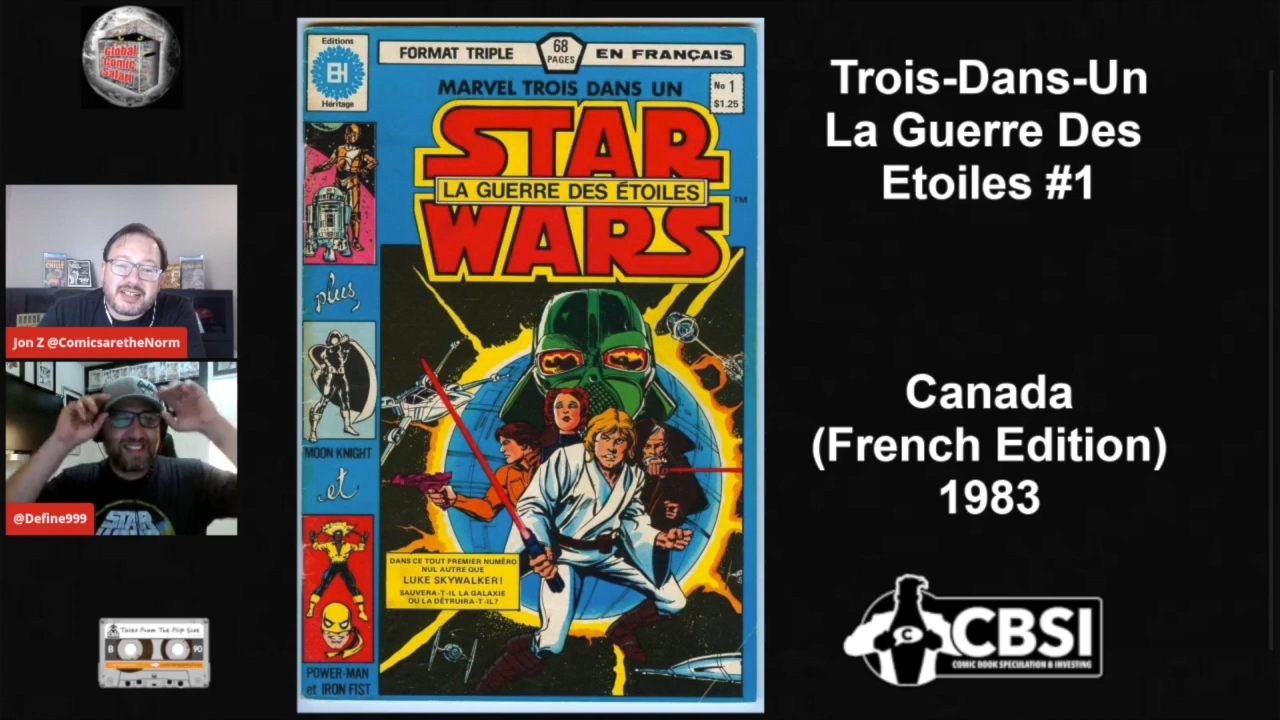 Global
Comic
Safari
Jon Z @ComicsaretheNorm
@Define999
STAR
Tales From The Flip Side
B
90
Editions
EH
Héritage
FORMAT TRIPLE
68
PAGES
EN FRANÇAIS
MARVEL TROIS DANS UN
No 1
$1.25
STAR
LA GUERRE DES ÉTOILES
WARS
TM
plus
MOON KNIGHT
et
POWER-MAN
et IRON FIST
DANS CE TOUT PREMIER NUMÉRO
NUL AUTRE QUE
LUKE SKYWALKER!
SAUVERA-T-IL LA GALAXIE
OU LA DÉTRUIRA-T-IL?
Trois-Dans-Un
La Guerre Des
Etoiles #1
Canada
(French Edition)
1983
C
CBSI
COMIC BOOK SPECULATION & INVESTING